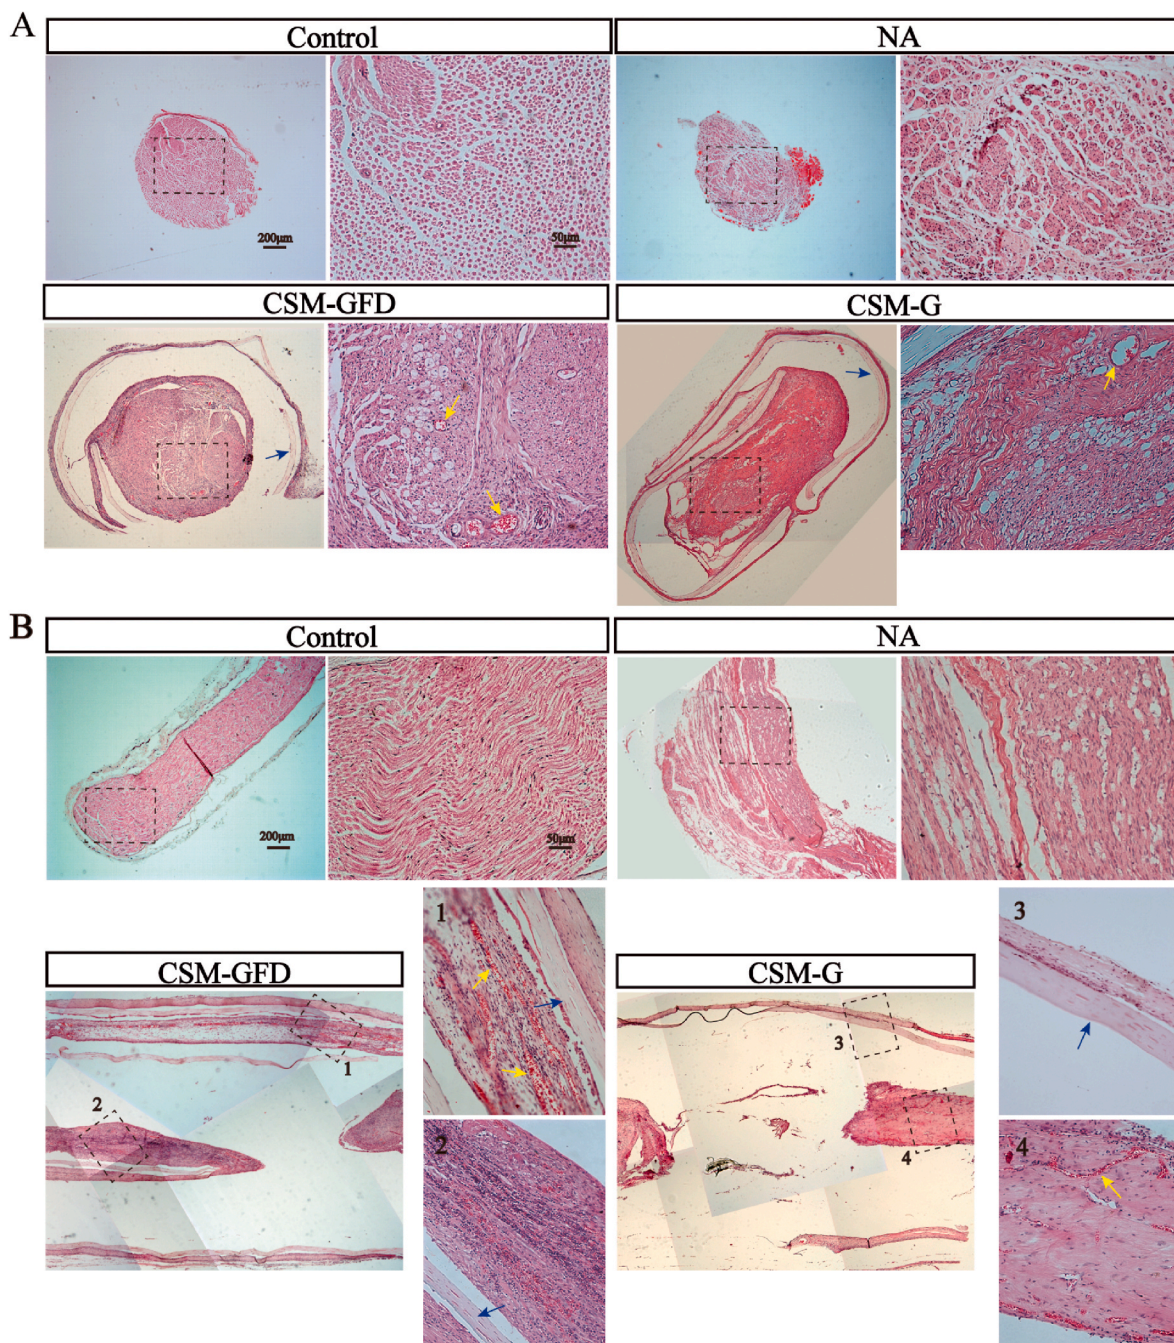 A
Control
NA
200µm
50µm
CSM-GFD
CSM-G
B
Control
NA
200µm
50µm
1
3
CSM-GFD
CSM-G
1
3
2
2
4
4